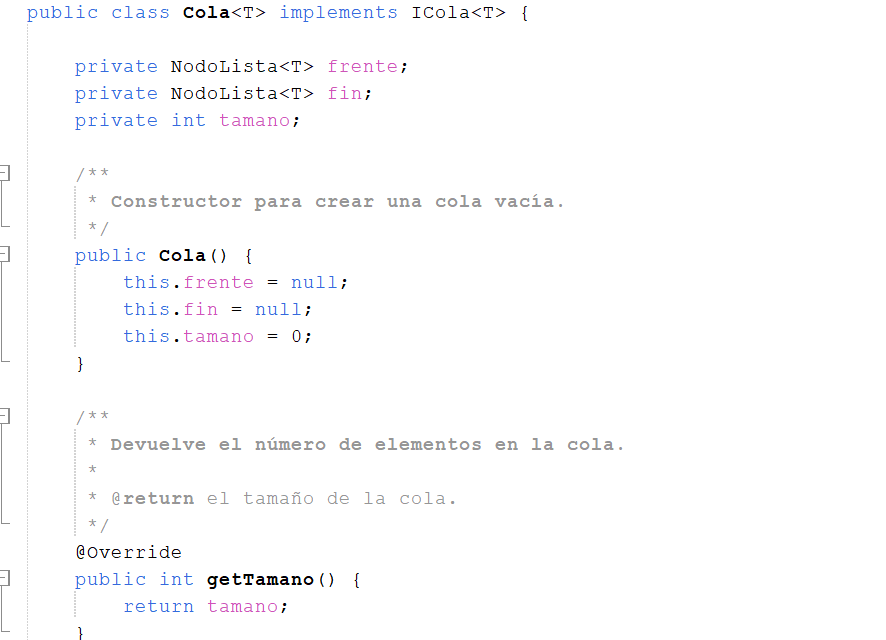 public class Cola<T> implements ICola<T> {
private NodoLista<T> frente;
private NodoLista<T> fin;
private int tamano;
/**
* Constructor para crear una cola vacía.
*/
public Cola() {
this.frente = null;
this.fin = null;
this.tamano = 0;
}
/**
* Devuelve el número de elementos en la cola.
*
* @return el tamaño de la cola.
*/
@Override
public int getTamano() {
return tamano;
}